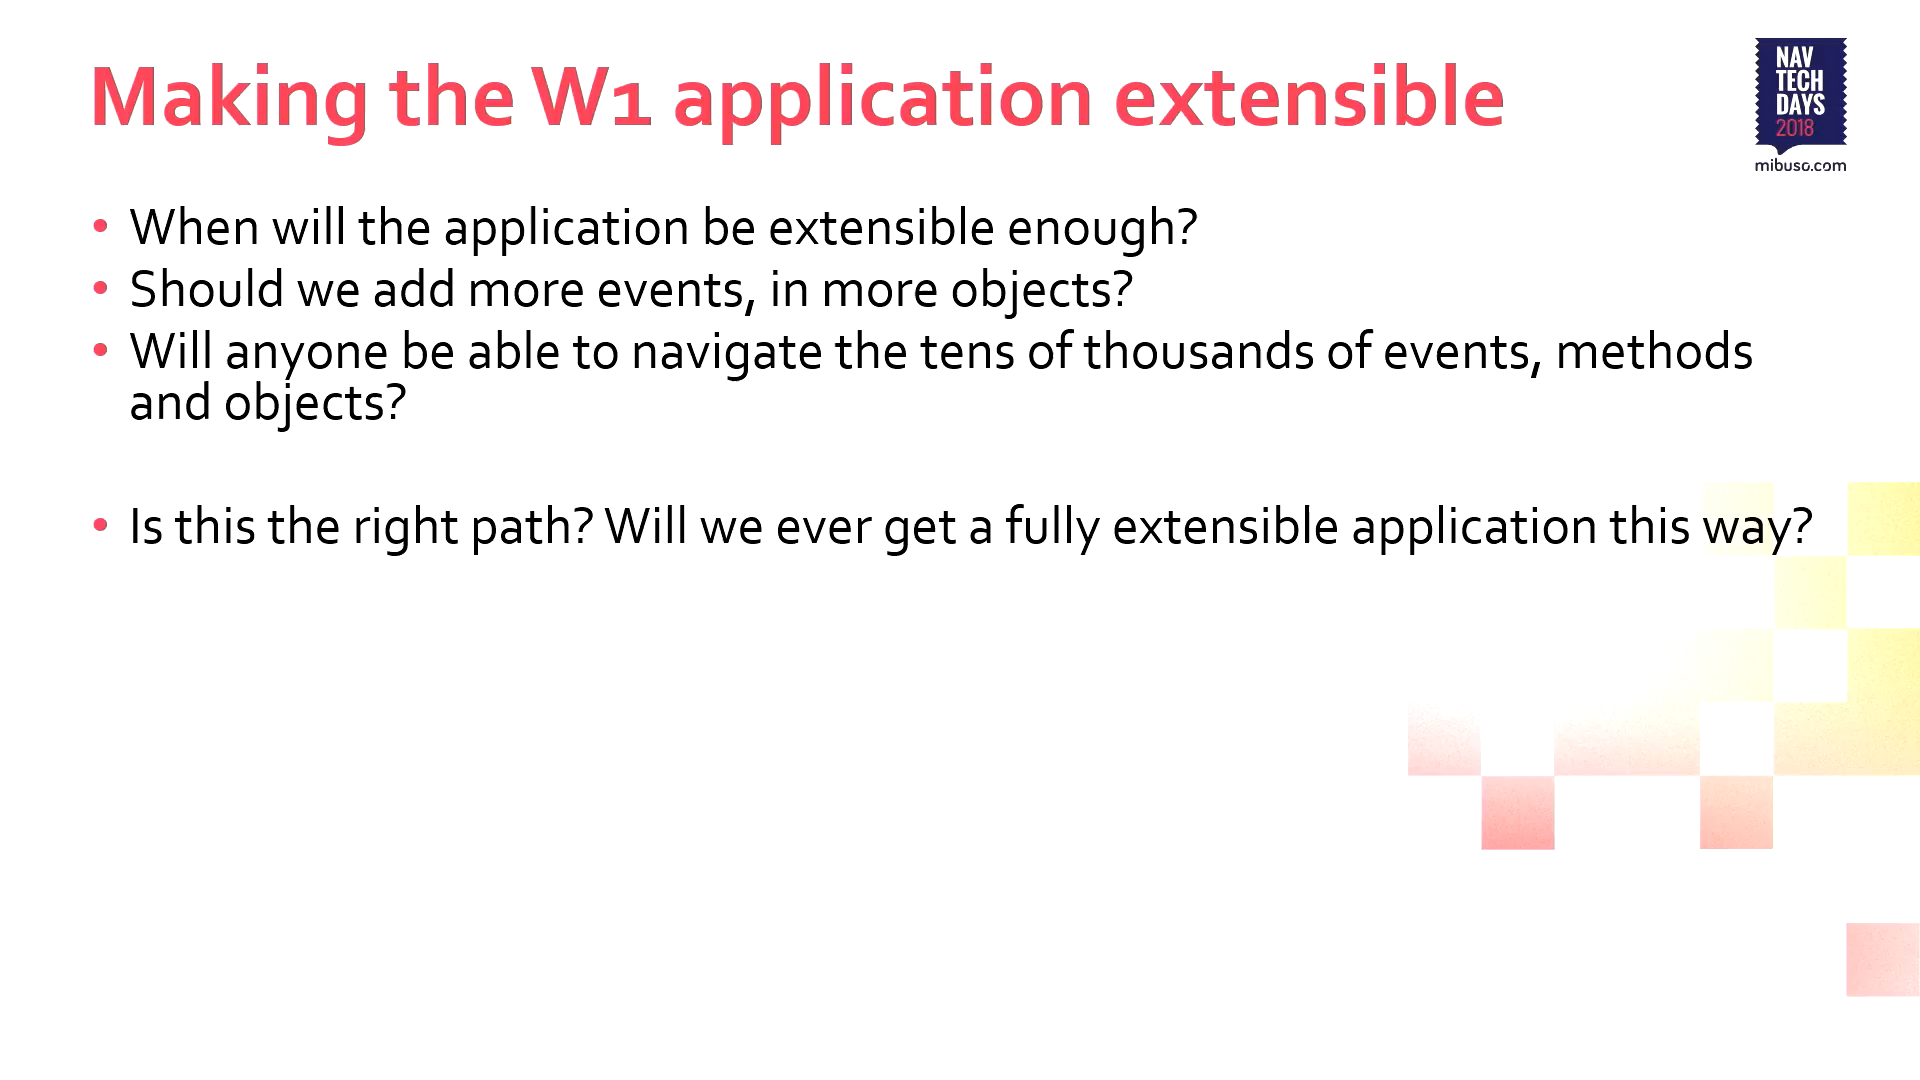 Making the W1 application extensible
NAV
TECH
DAYS
2018
mibuso.com
• When will the application be extensible enough?
• Should we add more events, in more objects?
• Will anyone be able to navigate the tens of thousands of events, methods
and objects?
• Is this the right path? Will we ever get a fully extensible application this way?